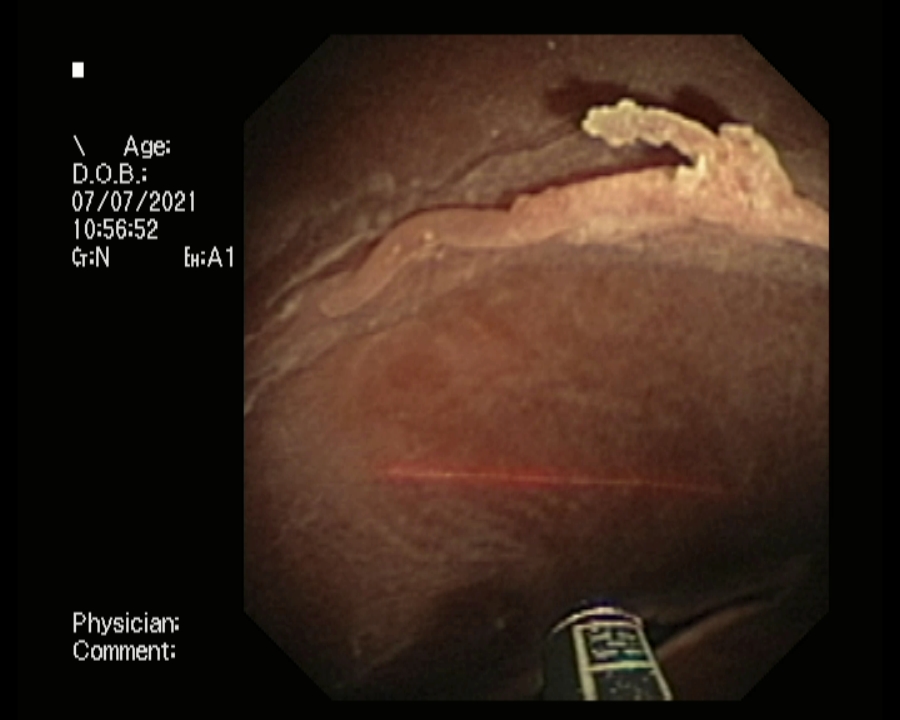 \ Age:
D.O.B.:
07/07/2021
10:56:52
Cr:N Eh:A1
Physician:
Comment: